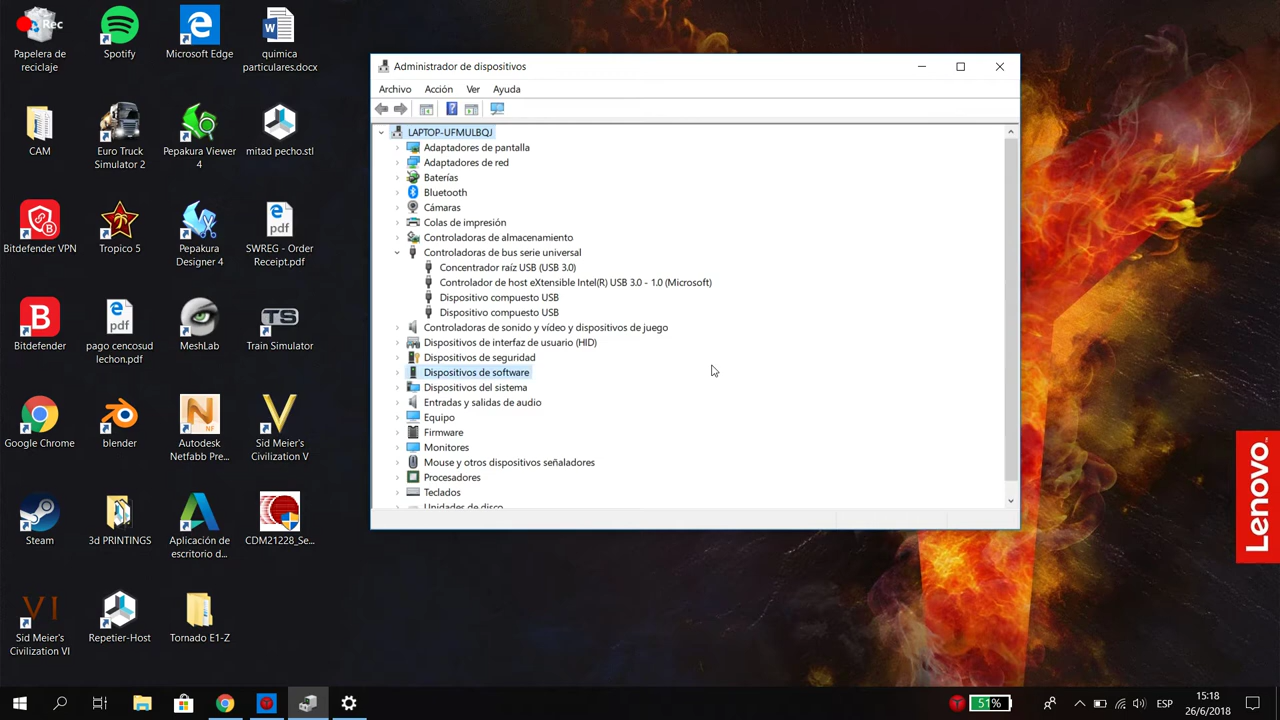 Rec
Papelera de
reciclaje
Spotify
Microsoft Edge
quimica
particulares.docx
CAM
Euro Truck
Simulator 2
Pepakura Viewer
4
mitad pecho.stl
Bitdefender VPN
Tropico 5
Pepakura
Designer 4
SWREG - Order
Receipt.pdf
Bitdefender
pago cencosud
lechon.pdf
MeshLab
Train Simulator
Google Chrome
blender
Autodesk
Netfabb Pre...
Sid Meier's
Civilization V
Steam
3d PRINTINGS
Aplicación de
escritorio d...
CDM21228_Se...
Sid Meier's
Civilization VI
Repetier-Host
Tornado E1-Z
Administrador de dispositivos
Archivo Acción Ver Ayuda
LAPTOP-UFMULBQJ
Adaptadores de pantalla
Adaptadores de red
Baterías
Bluetooth
Cámaras
Colas de impresión
Controladoras de almacenamiento
Controladoras de bus serie universal
Concentrador raíz USB (USB 3.0)
Controlador de host eXtensible Intel(R) USB 3.0 - 1.0 (Microsoft)
Dispositivo compuesto USB
Dispositivo compuesto USB
Controladoras de sonido y vídeo y dispositivos de juego
Dispositivos de interfaz de usuario (HID)
Dispositivos de seguridad
Dispositivos de software
Dispositivos del sistema
Entradas y salidas de audio
Equipo
Firmware
Monitores
Mouse y otros dispositivos señaladores
Procesadores
Teclados
Unidades de disco
Lenovo
51%
ESP
15:18
26/6/2018